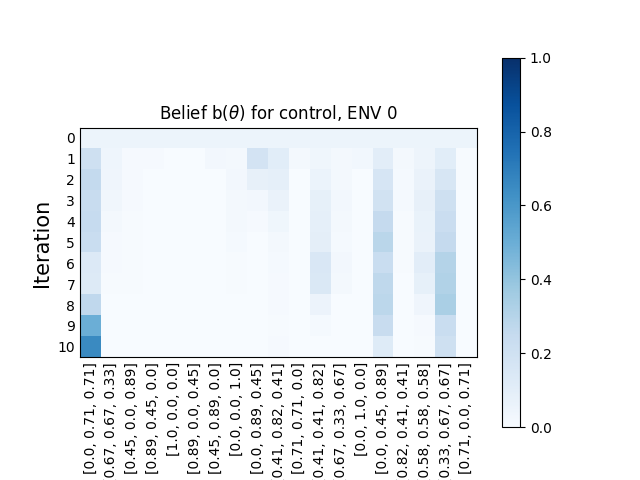 Belief b(θ) for control, ENV 0
Iteration
0
1
2
3
4
5
6
7
8
9
10
[0.0, 0.71, 0.71]
0.67, 0.67, 0.33]
[0.45, 0.0, 0.89]
[0.89, 0.45, 0.0]
[1.0, 0.0, 0.0]
[0.89, 0.0, 0.45]
[0.45, 0.89, 0.0]
[0.0, 0.0, 1.0]
[0.0, 0.89, 0.45]
0.41, 0.82, 0.41]
[0.71, 0.71, 0.0]
0.41, 0.41, 0.82]
0.67, 0.33, 0.67]
[0.0, 1.0, 0.0]
[0.0, 0.45, 0.89]
0.82, 0.41, 0.41]
0.58, 0.58, 0.58]
0.33, 0.67, 0.67]
[0.71, 0.0, 0.71]
1.0
0.8
0.6
0.4
0.2
0.0